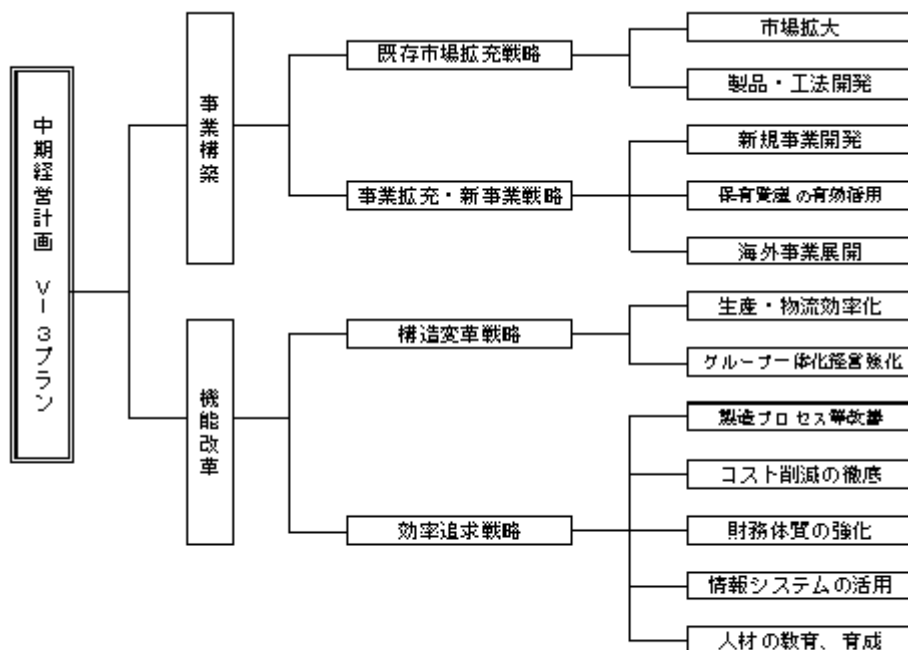 中期経営計画 Ⅵ-3プラン
事業構築
既存市場拡充戦略
市場拡大
製品・工法開発
事業拡充・新事業戦略
新規事業開発
保有資産の有効活用
海外事業展開
機能改革
構造変革戦略
生産・物流効率化
グループ一体化経営強化
効率追求戦略
製造プロセス等改善
コスト削減の徹底
財務体質の強化
情報システムの活用
人材の教育、育成